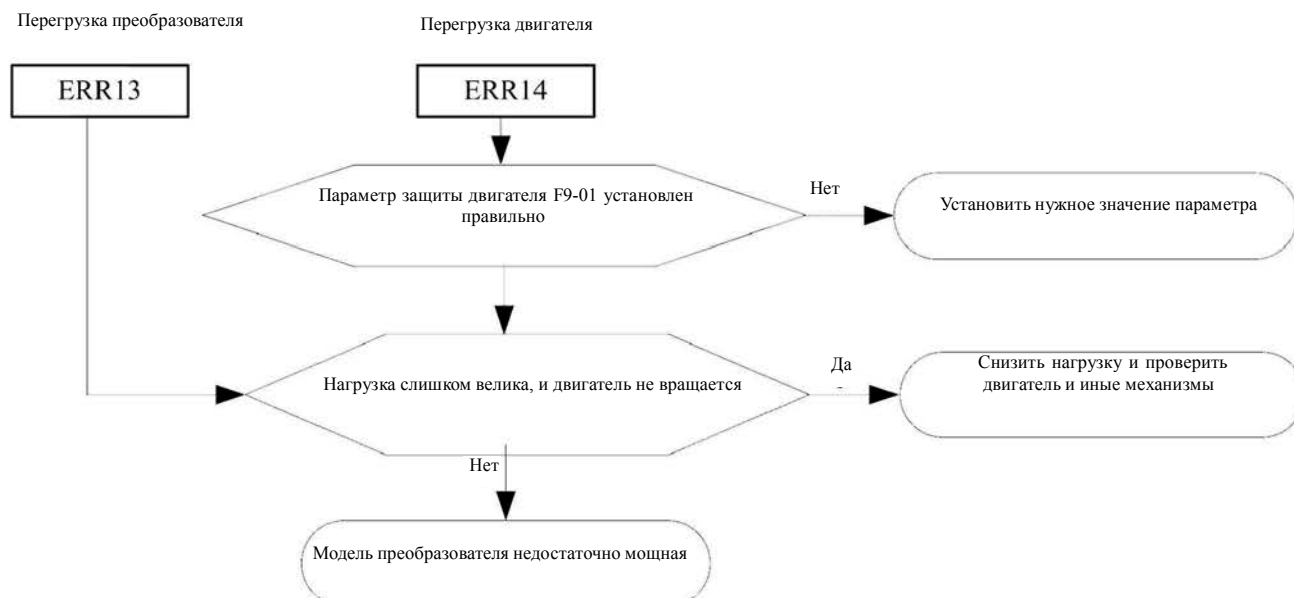 Перегрузка преобразователя
Перегрузка двигателя
ERR13
ERR14
Параметр защиты двигателя F9-01 установлен
правильно
Нет
Установить нужное значение параметра
Нагрузка слишком велика, и двигатель не вращается
Да
Снизить нагрузку и проверить
двигатель и иные механизмы
Нет
Модель преобразователя недостаточно мощная